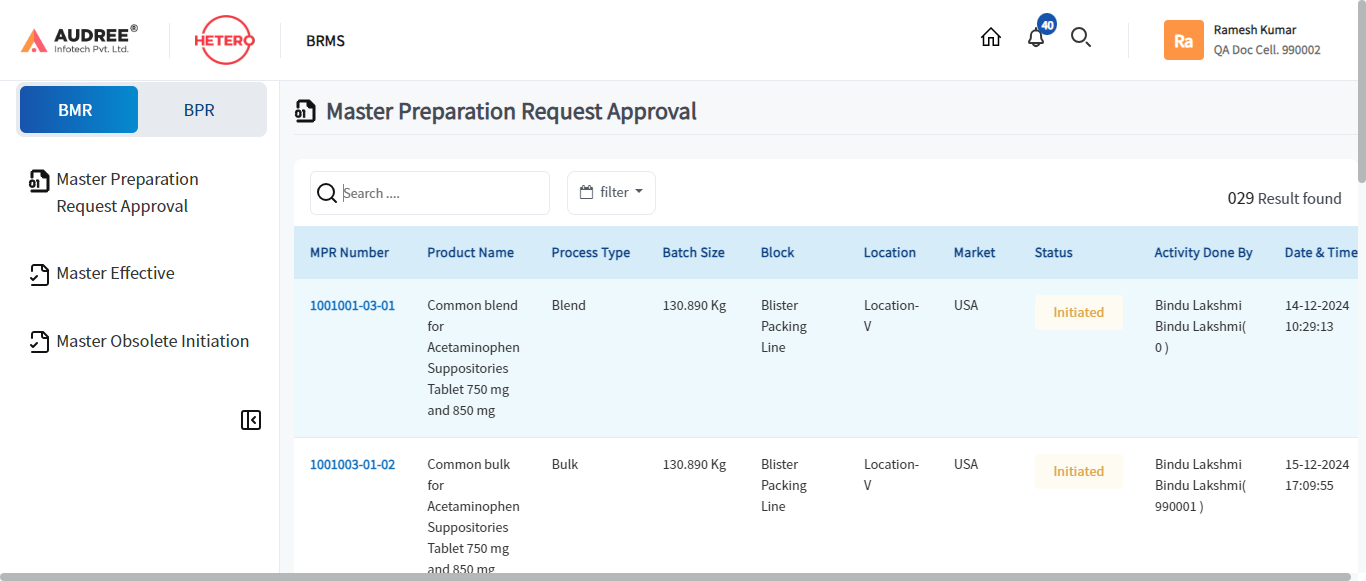 AUDREE®
Infotech Pvt. Ltd.
HETERO
BRMS
40
Ra
Ramesh Kumar
QA Doc Cell. 990002
BMR
BPR
Master Preparation
Request Approval
Master Effective
Master Obsolete Initiation
01
01
Master Preparation Request Approval
Search ....
filter
029 Result found
MPR Number Product Name Process Type Batch Size Block Location Market Status Activity Done By Date & Time
1001001-03-01 Common blend Blend 130.890 Kg Blister Location- USA Initiated Bindu Lakshmi 14-12-2024
for Packing V Bindu Lakshmi( 10:29:13
Acetaminophen Line 0 )
Suppositories
Tablet 750 mg
and 850 mg
1001003-01-02 Common bulk Bulk 130.890 Kg Blister Location- USA Initiated Bindu Lakshmi 15-12-2024
for Packing V Bindu Lakshmi( 17:09:55
Acetaminophen Line 990001 )
Suppositories
Tablet 750 mg
and 850 mg